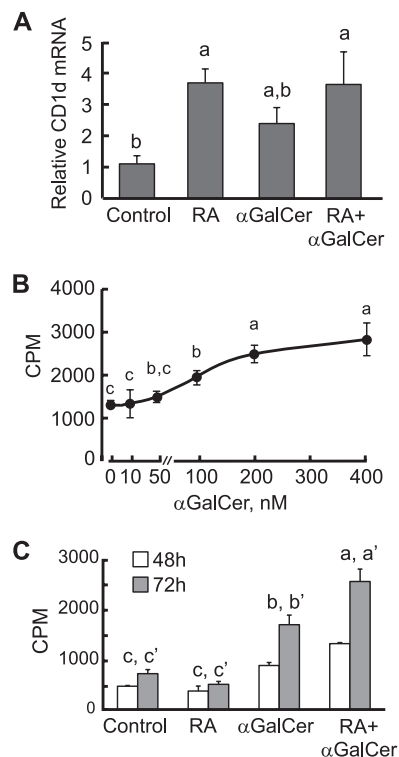 A
Relative CD1d mRNA
5
4
3
2
1
0
b
a
a,b
a
Control RA αGalCer RA+
αGalCer
B
CPM
4000
3000
2000
1000
0
c c b,c b a a
0 10 50 // 100 200 300 400
αGalCer, nM
C
CPM
3000
2000
1000
0
48h
72h
c, c’ c, c’ b, b’ a, a’
Control RA αGalCer RA+
αGalCer